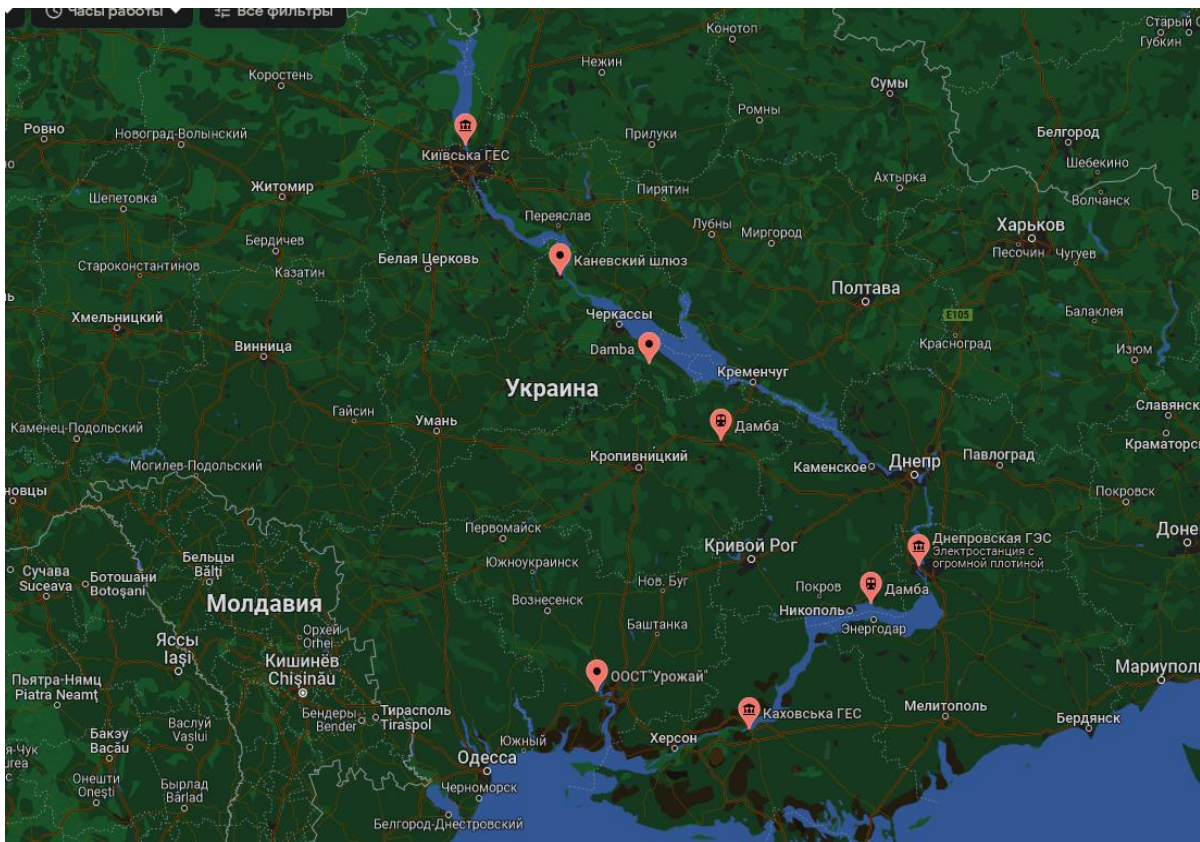 Часы работы
Все фильтры
Конотоп
Старый О
Губкин
Нежин
Коростень
Сумы
Ромны
Ровно
Новоград-Волынский
Прилуки
Белгород
Київська ГЕС
Шебекино
Ахтырка
Житомир
Пирятин
Шепетовка
Волчанск
Переяслав
Лубны
Миргород
Харьков
Бердичев
Песочин
Чугуев
Староконстантинов
Казатин
Белая Церковь
Каневский шлюз
Полтава
Хмельницкий
Черкассы
E105
Балаклея
Винница
Damba
Красноград
Изюм
Кременчуг
Украина
Гайсин
Умань
Славянск
Каменец-Подольский
Дамба
Краматорс
Кропивницкий
Могилев-Подольский
Каменское
Днепр
Павлоград
новцы
Покровск
Первомайск
Доне
Днепровская ГЭС
Электростанция с
огромной плотиной
Кривой Рог
Бельцы
Bălți
Южноукраинск
Сучава
Suceava
Ботошани
Botoșani
Нов. Буг
Покров
Дамба
Молдавия
Вознесенск
Никополь
Баштанка
Энергодар
Яссы
Iași
Орхей
Orhei
Кишинёв
Chișinău
ООСТ"Урожай"
Мариуполь
Пьятра-Нямц
Piatra Neamț
Тирасполь
Tiraspol
Бендеры
Bender
Каховська ГЕС
Мелитополь
Бердянск
Васлуй
Vaslui
Бакэу
Bacău
Южный
Херсон
я-Чук
urea
c
Одесса
Онешти
Onești
Бырлад
Bârlad
Черноморск
Белгород-Днестровский